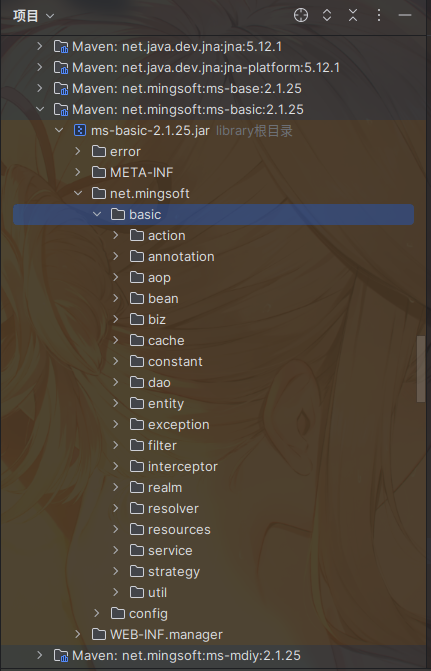 项目
Maven: net.java.dev.jna:jna:5.12.1
Maven: net.java.dev.jna:jna-platform:5.12.1
Maven: net.mingsoft:ms-base:2.1.25
Maven: net.mingsoft:ms-basic:2.1.25
ms-basic-2.1.25.jar library根目录
error
META-INF
net.mingsoft
basic
action
annotation
aop
bean
biz
cache
constant
dao
entity
exception
filter
interceptor
realm
resolver
resources
service
strategy
util
config
WEB-INF.manager
Maven: net.mingsoft:ms-mdiy:2.1.25